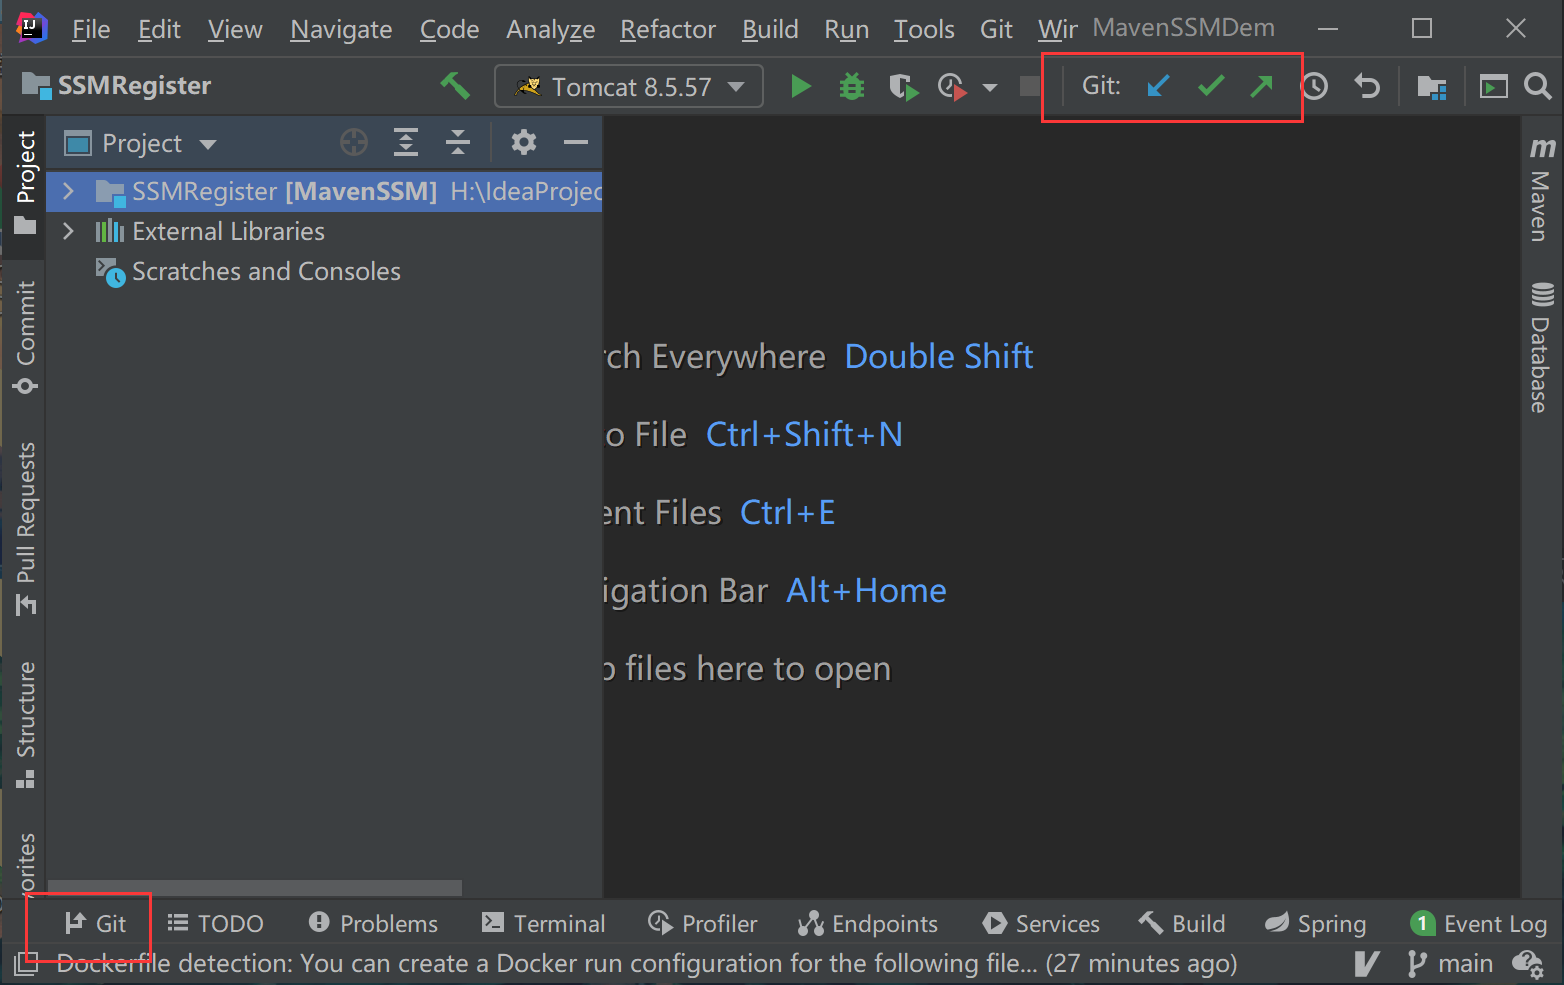 File Edit View Navigate Code Analyze Refactor Build Run Tools Git Wir MavenSSMDem
SSMRegister Tomcat 8.5.57 Git:
Project
Project
SSMRegister [MavenSSM] H:\IdeaProjec
External Libraries
Scratches and Consoles
Commit
Pull Requests
Structure
vorites
rch Everywhere Double Shift
o File Ctrl+Shift+N
ent Files Ctrl+E
igation Bar Alt+Home
p files here to open
m Maven
Database
Git TODO Problems Terminal Profiler Endpoints Services Build Spring 1 Event Log
Dockerfile detection: You can create a Docker run configuration for the following file... (27 minutes ago) main